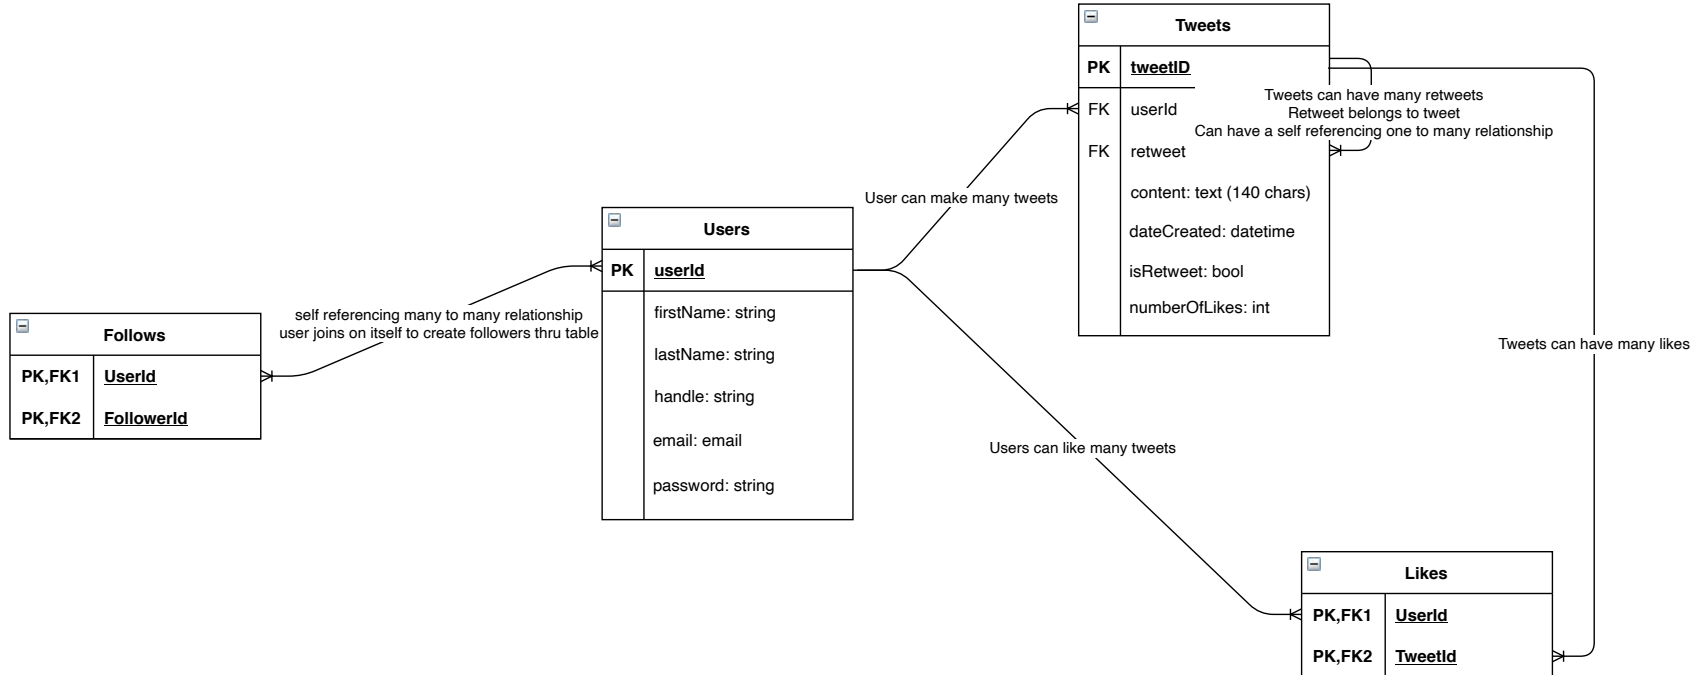 Tweets
PK tweetID
FK userId
FK retweet
content: text (140 chars)
dateCreated: datetime
isRetweet: bool
numberOfLikes: int
Tweets can have many retweets
Retweet belongs to tweet
Can have a self referencing one to many relationship
User can make many tweets
Users
PK userId
firstName: string
lastName: string
handle: string
email: email
password: string
self referencing many to many relationship
user joins on itself to create followers thru table
Follows
PK,FK1 UserId
PK,FK2 FollowerId
Tweets can have many likes
Users can like many tweets
Likes
PK,FK1 UserId
PK,FK2 TweetId